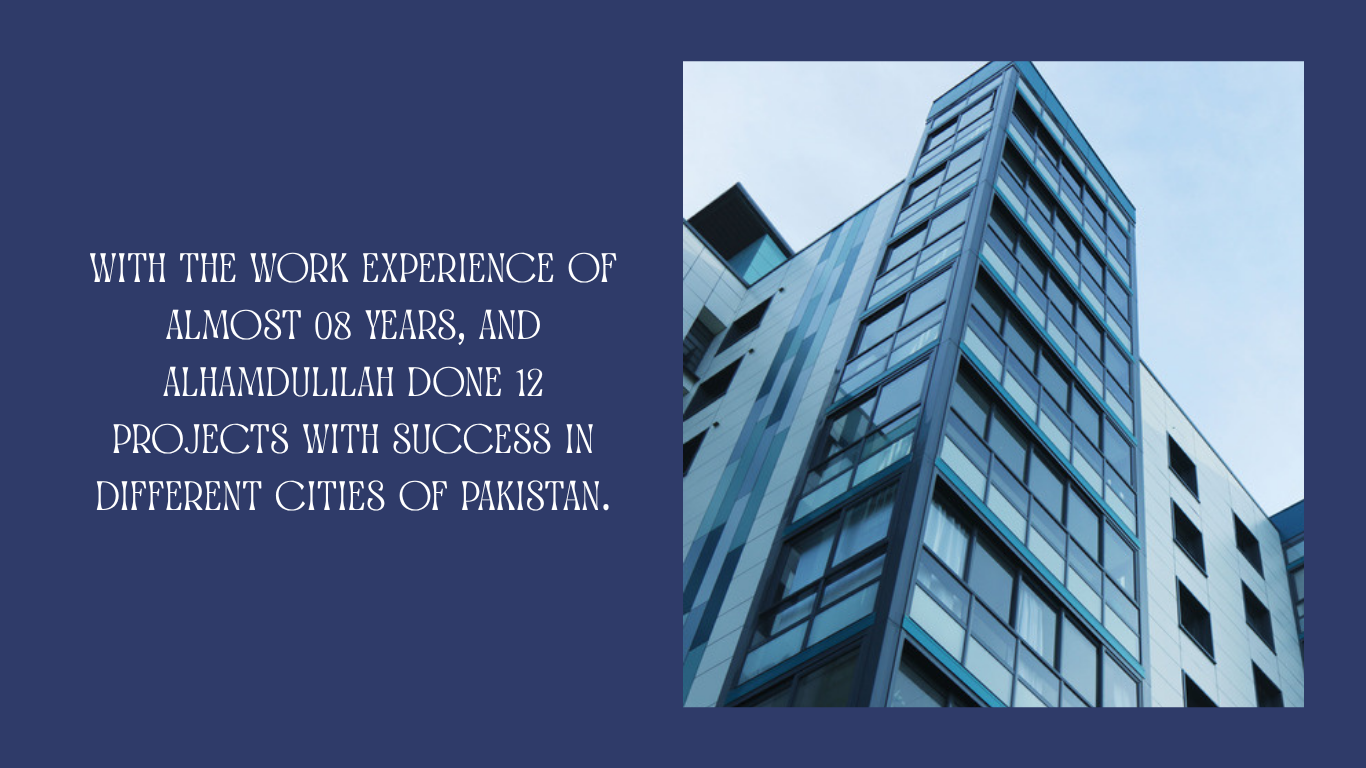 WITH THE WORK EXPERIENCE OF
ALMOST 08 YEARS, AND
ALHAMDULILAH DONE 12
PROJECTS WITH SUCCESS IN
DIFFERENT CITIES OF PAKISTAN.